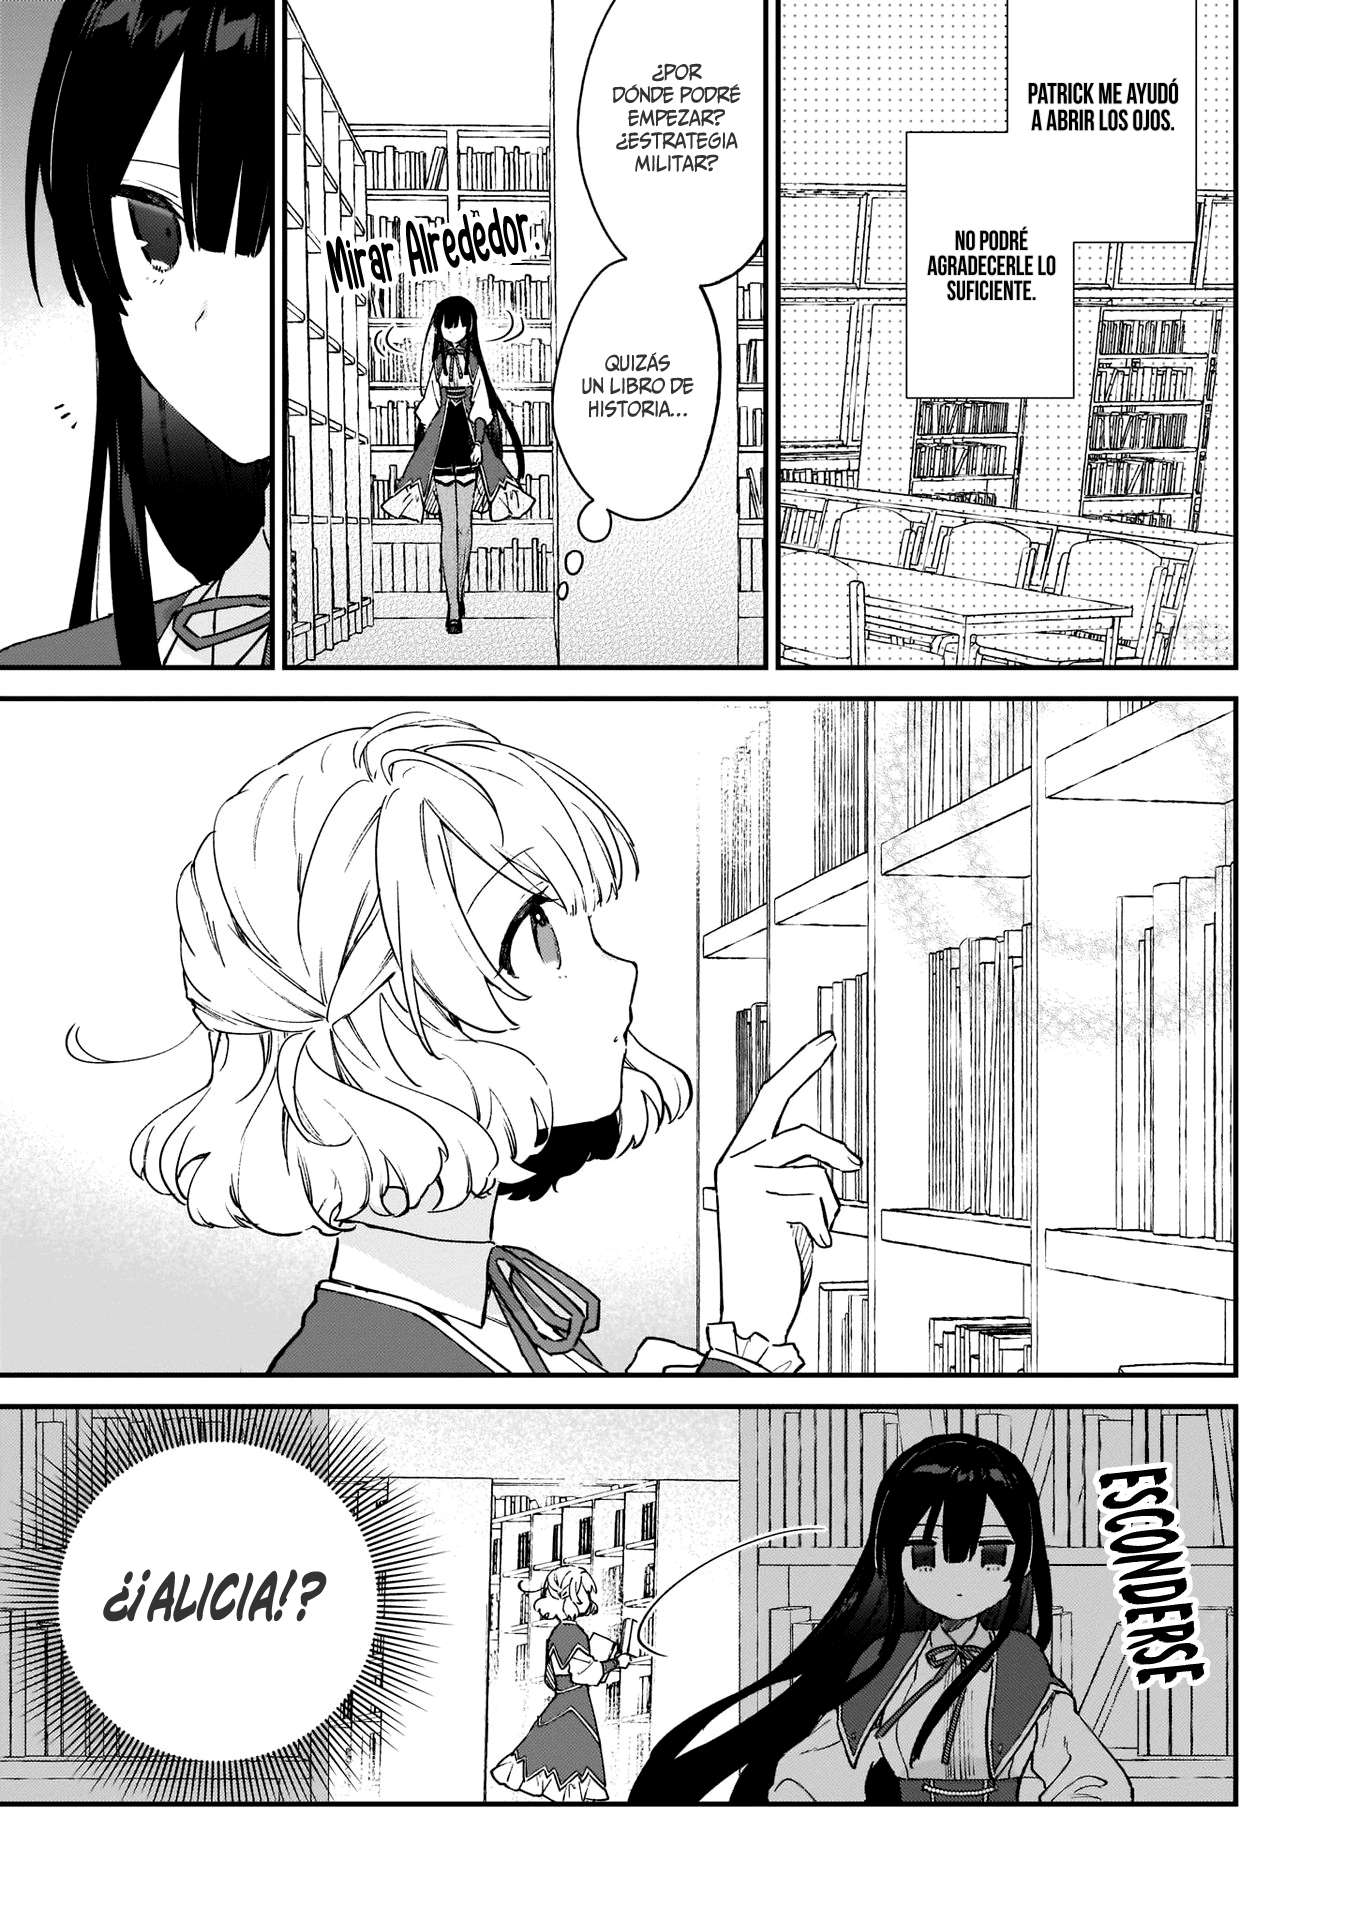 PATRICK ME AYUDÓ
A ABRIR LOS OJOS.
NO PODRÉ
AGRADECERLE LO
SUFICIENTE.
¿POR
DÓNDE PODRÉ
EMPEZAR?
¿ESTRATEGIA
MILITAR?
QUIZÁS
UN LIBRO DE
HISTORIA...
Mirar Alrededor.
ESCONDERSE
¿¡ALICIA!?